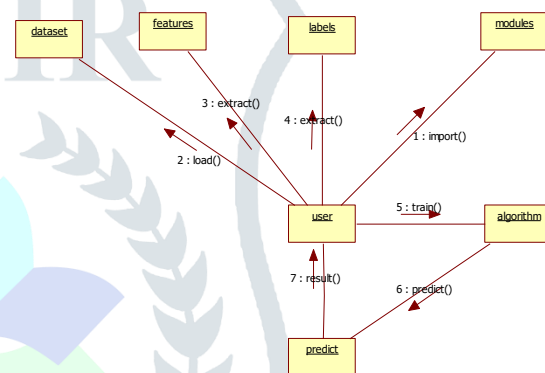 IR
dataset
features
labels
modules
3 : extract()
4 : extract()
1 : import()
2 : load()
user
5 : train()
algorithm
7 : result()
6 : predict()
predict